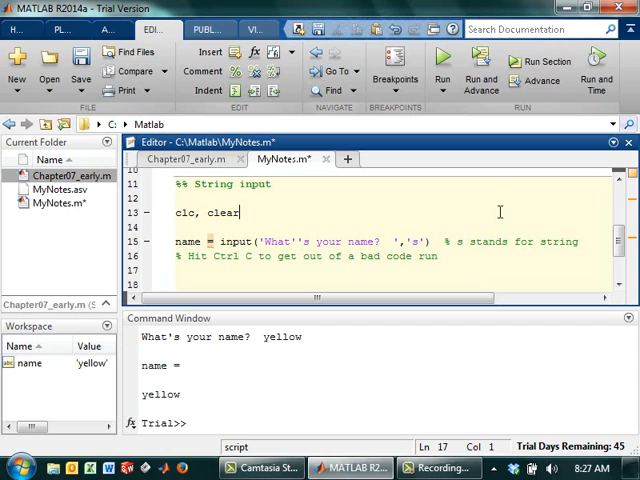 MATLAB R2014a - Trial Version
H... P... A... EDI... PUBL... VI...
New Open Save Find Files Compare Print
Insert fx
Comment
Indent
Go To
Find
Breakpoints
Run Run and Advance Run Section Advance Run and Time
FILE EDIT NAVIGATE BREAKPOINTS RUN
Search Documentation
C: Matlab
Current Folder
Name
Chapter07_early.m
MyNotes.asv
MyNotes.m*
Chapter07_early.m (S...
Workspace
Name Value
name 'yellow'
Editor - C:\Matlab\MyNotes.m*
Chapter07_early.m MyNotes.m*
10
11 %% String input
12
13 clc, clear
14
15 name = input('What''s your name?  ','s') % s stands for string
16 % Hit Ctrl C to get out of a bad code run
17
18
Command Window
What's your name?  yellow
name =
yellow
fx Trial>>
script Ln 17 Col 1 Trial Days Remaining: 45
Camtasia St... MATLAB R2... Recording... 8:27 AM